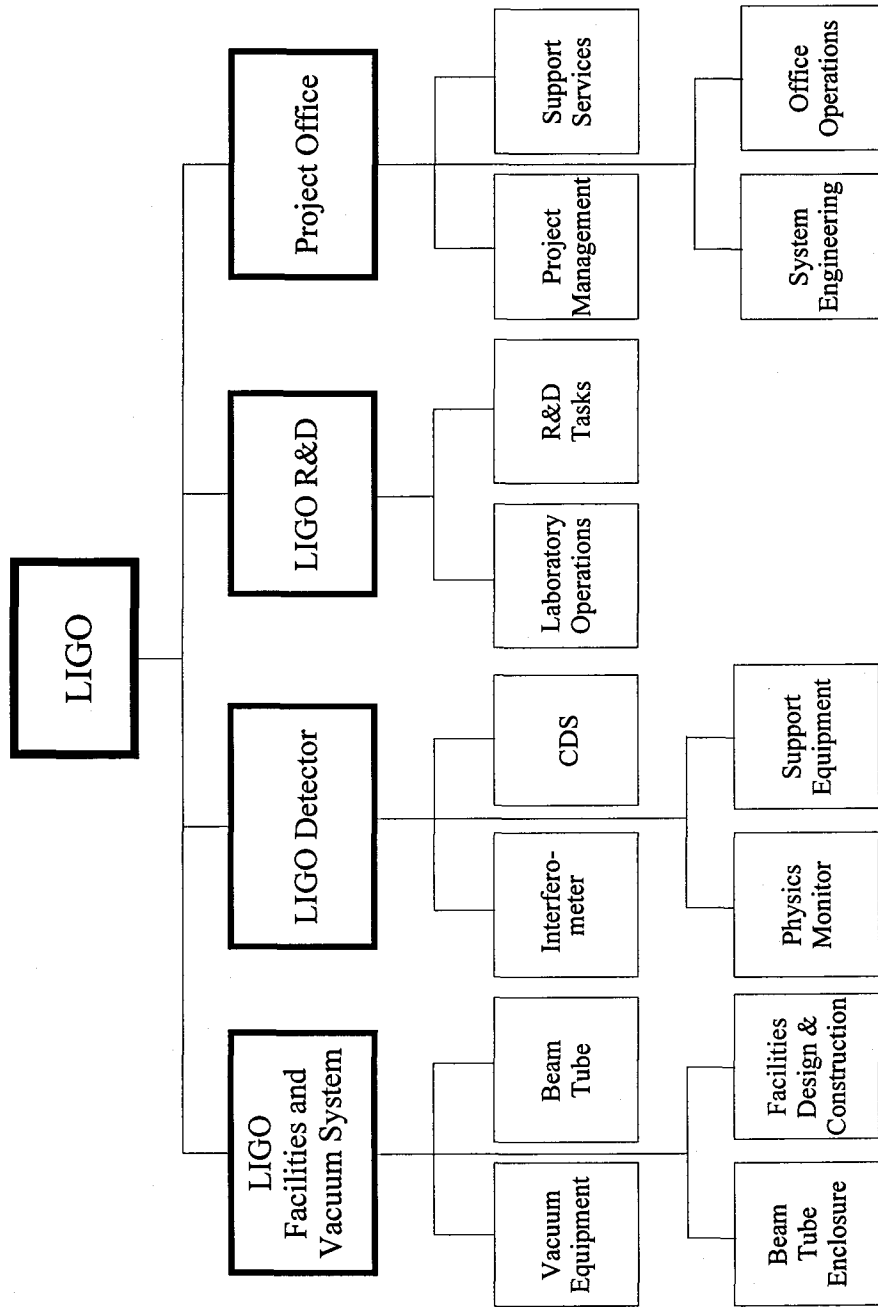 LIGO
LIGO
Facilities and
Vacuum System
LIGO Detector
LIGO R&D
Project Office
Vacuum
Equipment
Beam
Tube
Interfero-
meter
CDS
Laboratory
Operations
R&D
Tasks
Project
Management
Support
Services
Beam
Tube
Enclosure
Facilities
Design &
Construction
Physics
Monitor
Support
Equipment
System
Engineering
Office
Operations